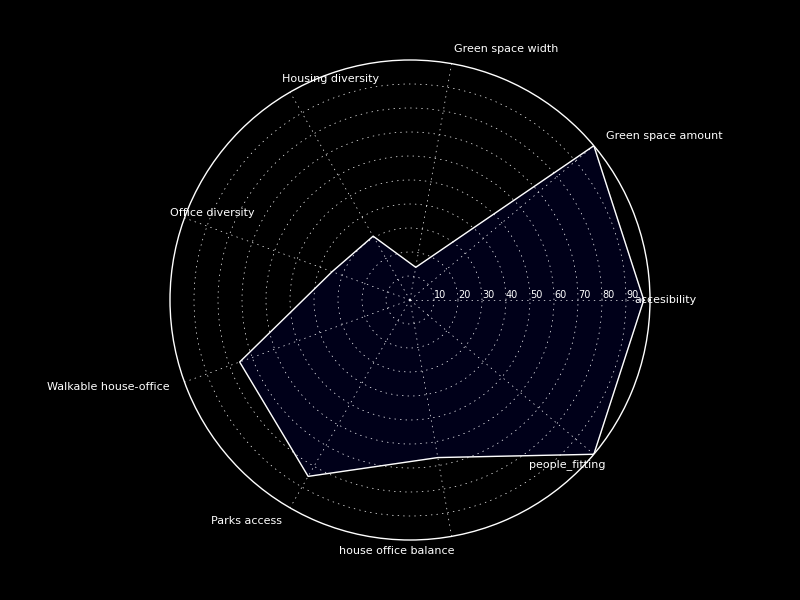 Green space width
Housing diversity
Green space amount
Office diversity
10 20 30 40 50 60 70 80 90
accesibility
Walkable house-office
people_fitting
Parks access
house office balance